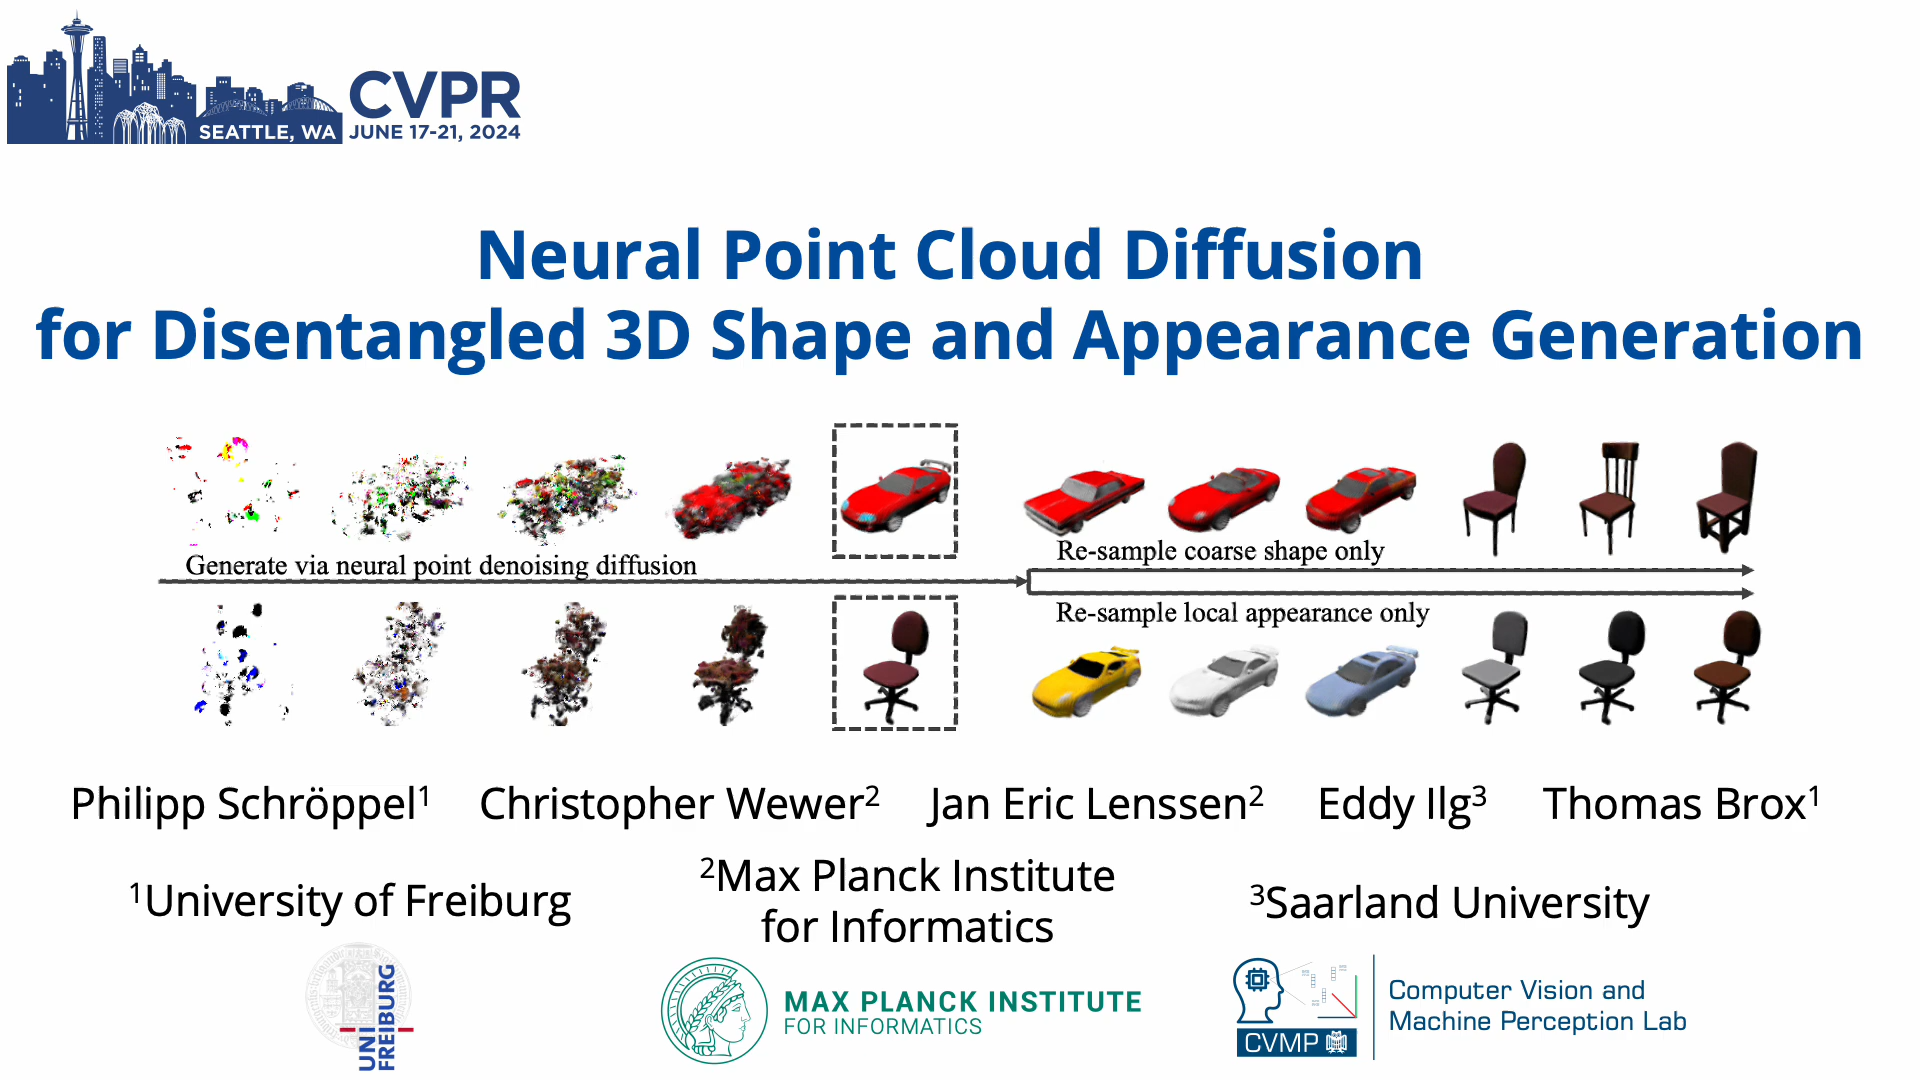 CVPR
SEATTLE, WA
JUNE 17-21, 2024
Neural Point Cloud Diffusion
for Disentangled 3D Shape and Appearance Generation
Generate via neural point denoising diffusion
Re-sample coarse shape only
Re-sample local appearance only
Philipp Schröppel¹ Christopher Wewer² Jan Eric Lenssen² Eddy Ilg³ Thomas Brox¹
¹University of Freiburg
²Max Planck Institute
for Informatics
³Saarland University
UNI
FREIBURG
MAX PLANCK INSTITUTE
FOR INFORMATICS
CVMP
Computer Vision and
Machine Perception Lab